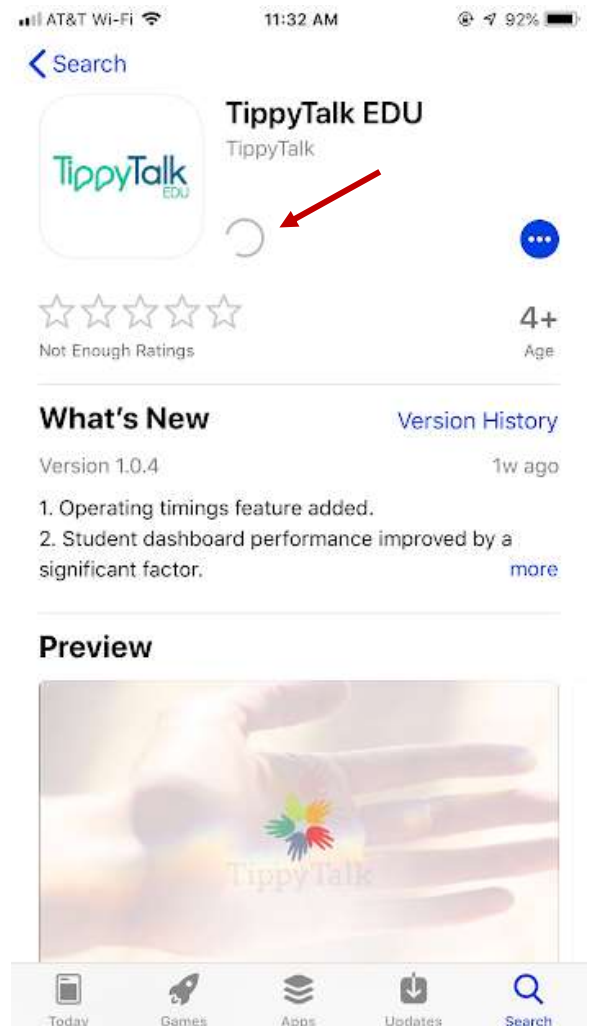 AT&T Wi-Fi 11:32 AM 92%
Search
TippyTalk EDU
TippyTalk
TippyTalk
EDU
Not Enough Ratings
4+
Age
What's New Version History
Version 1.0.4 1w ago
1. Operating timings feature added.
2. Student dashboard performance improved by a
significant factor. more
Preview
TippyTalk
Today Games Apps Updates Search